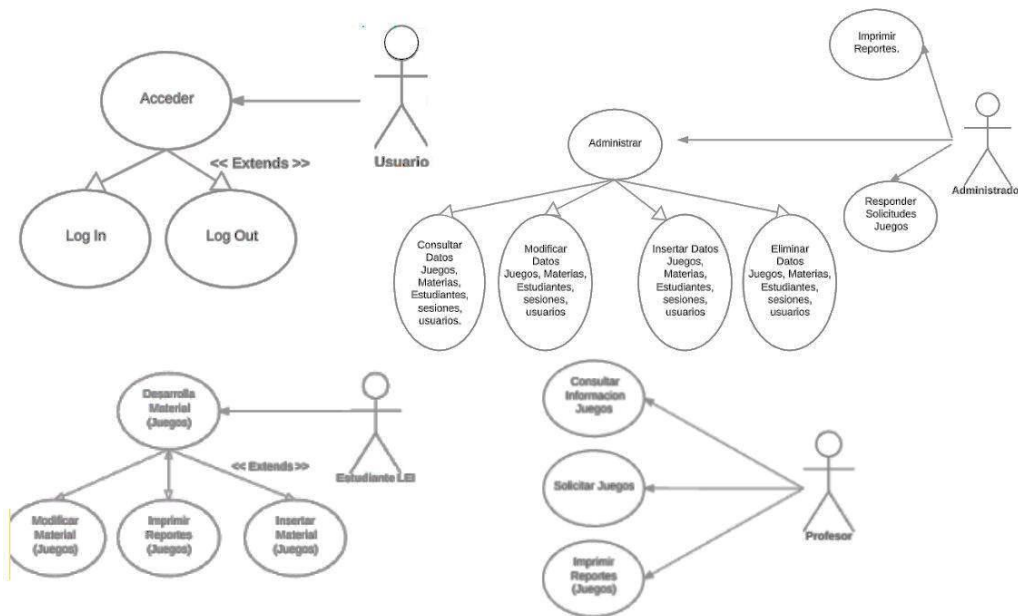 Acceder
Usuario
<< Extends >>
Log In
Log Out
Imprimir
Reportes.
Administrar
Administrado
Responder
Solicitudes
Juegos
Consultar
Datos
Juegos,
Materias,
Estudiantes,
sesiones,
usuarios.
Modificar
Datos
Juegos, Materias,
Estudiantes,
sesiones,
usuarios
Insertar Datos
Juegos,
Materias,
Estudiantes,
sesiones,
usuarios
Eliminar
Datos
Juegos, Materias,
Estudiantes,
sesiones,
usuarios
Desarrolla
Material
(Juegos)
Estudiante LEI
<< Extends >>
Modificar
Material
(Juegos)
Imprimir
Reportes
(Juegos)
Insertar
Material
(Juegos)
Consultar
Informacion
Juegos
Solicitar Juegos
Profesor
Imprimir
Reportes
(Juegos)